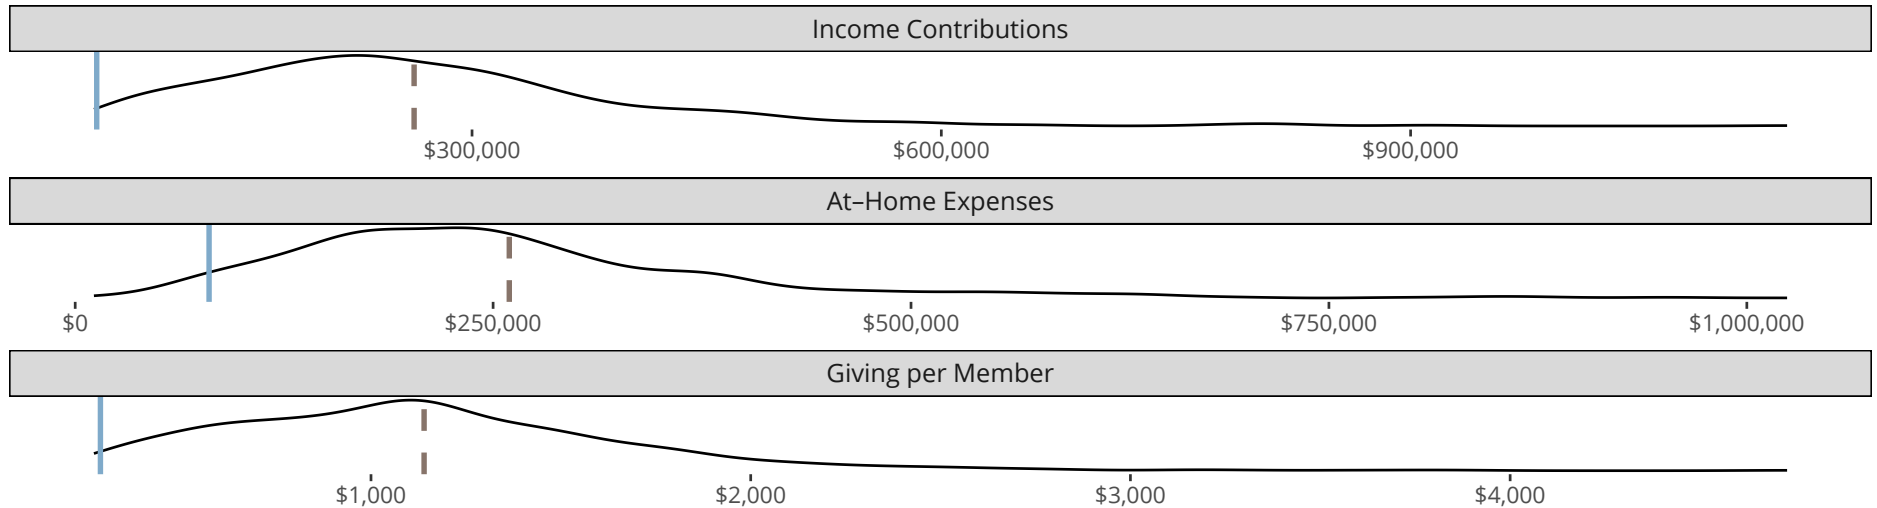 Income Contributions
$300,000 $600,000 $900,000
At–Home Expenses
$0 $250,000 $500,000 $750,000 $1,000,000
Giving per Member
$1,000 $2,000 $3,000 $4,000